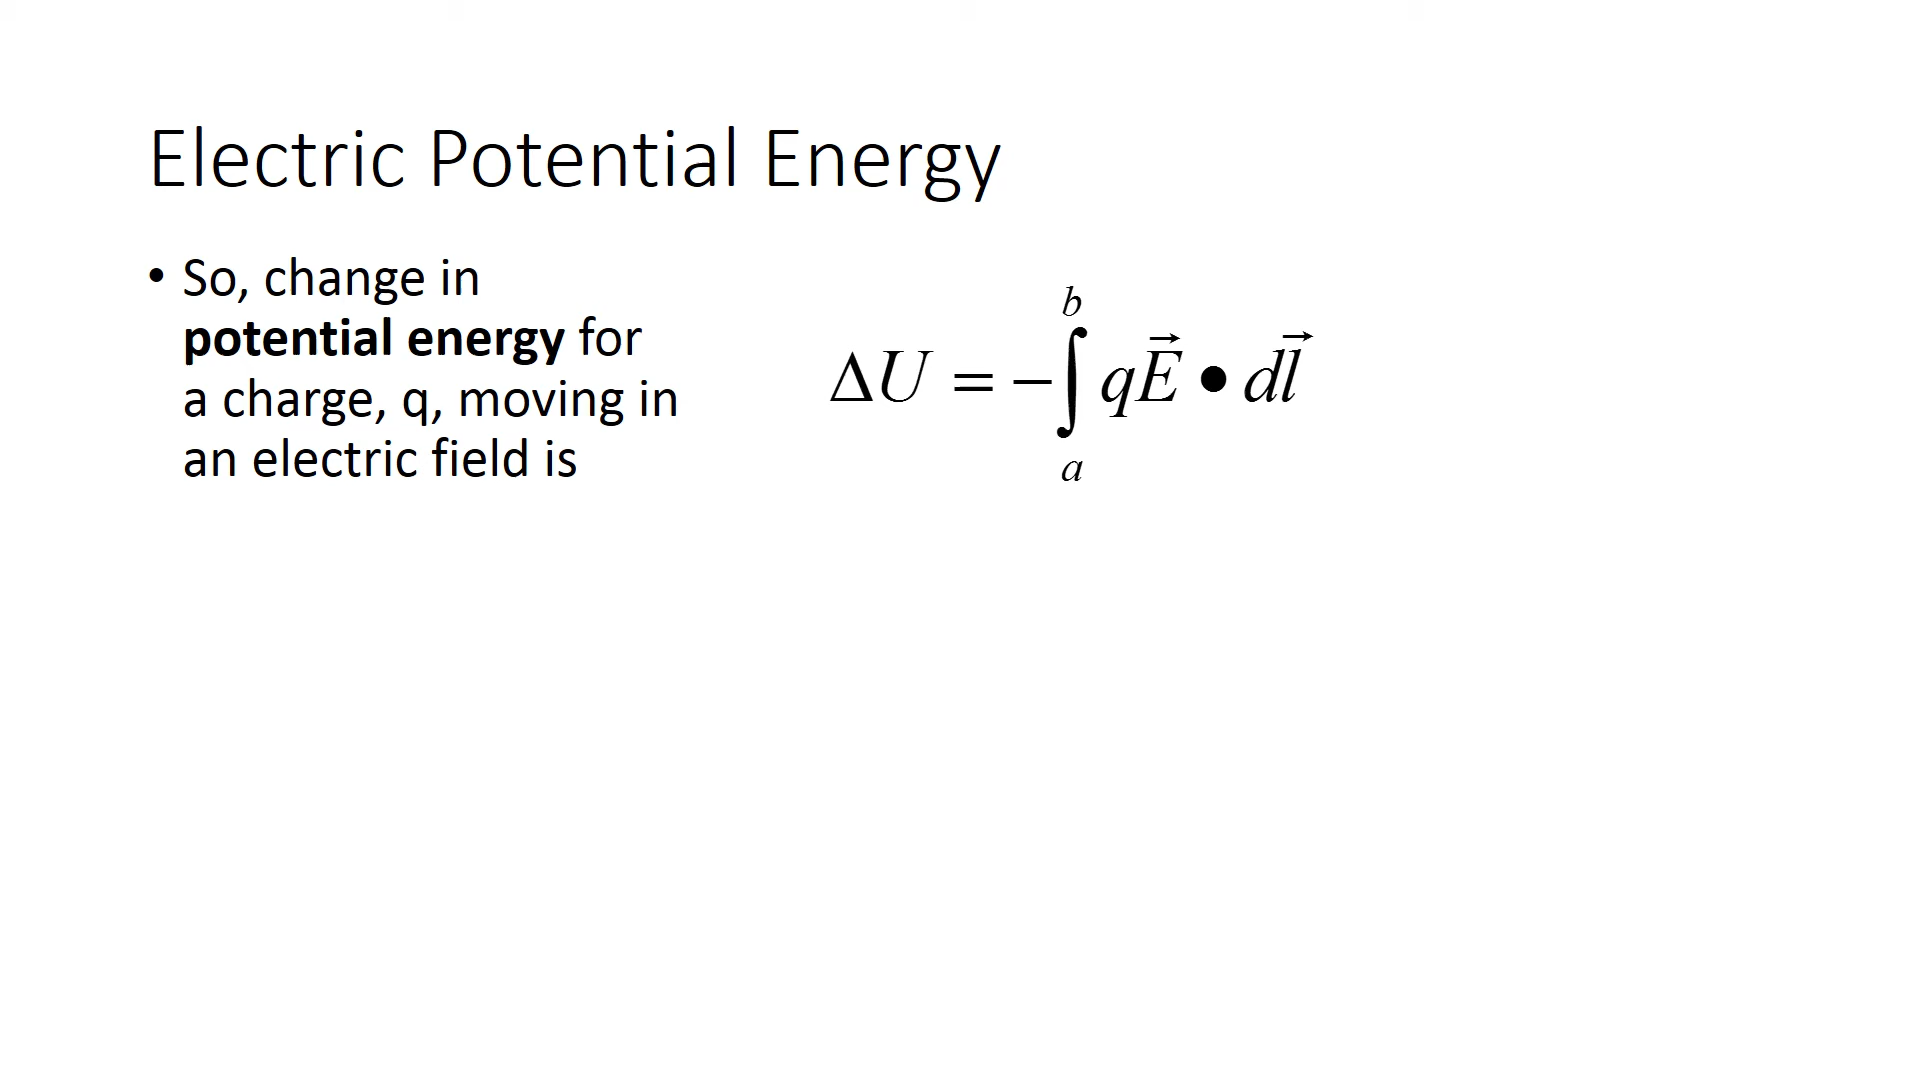 Electric Potential Energy
• So, change in
potential energy for
a charge, q, moving in
an electric field is
ΔU = −∫ₐᵇ qE⃗ • dl⃗